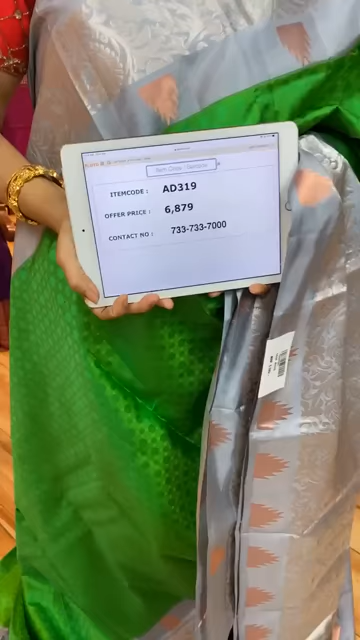 ITEMCODE : AD319
OFFER PRICE : 6,879
CONTACT NO : 733-733-7000